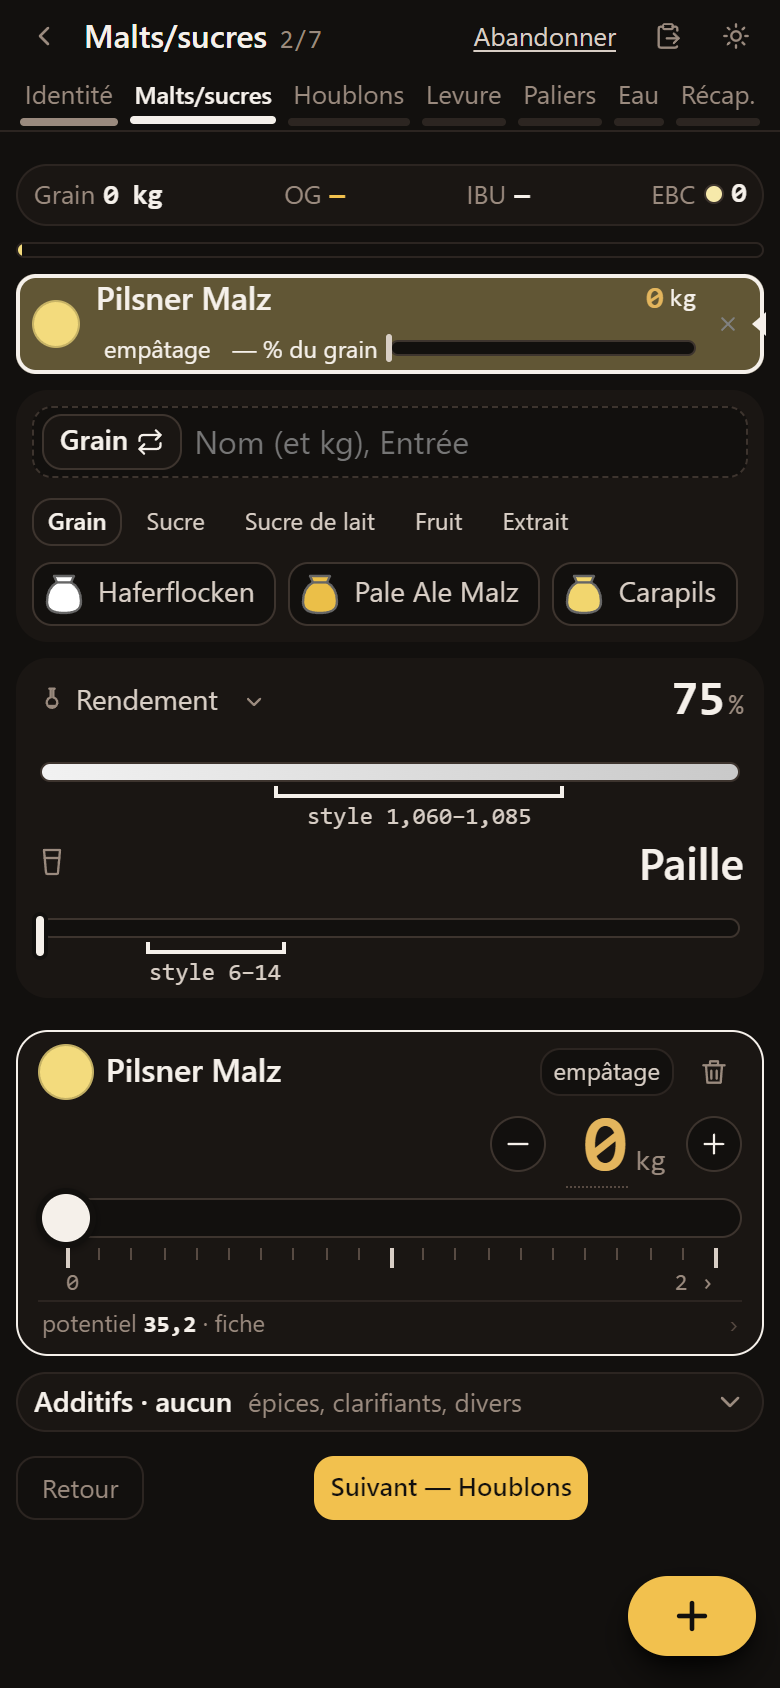 Malts/sucres 2/7 Abandonner
Identité Malts/sucres Houblons Levure Paliers Eau Récap.
Grain 0 kg OG — IBU — EBC 0
Pilsner Malz 0 kg
empâtage — % du grain
Grain Nom (et kg), Entrée
Grain Sucre Sucre de lait Fruit Extrait
Haferflocken Pale Ale Malz Carapils
Rendement 75 %
style 1,060–1,085
Paille
style 6–14
Pilsner Malz empâtage
0 kg
0 2 ›
potentiel 35,2 · fiche ›
Additifs · aucun épices, clarifiants, divers
Retour Suivant — Houblons